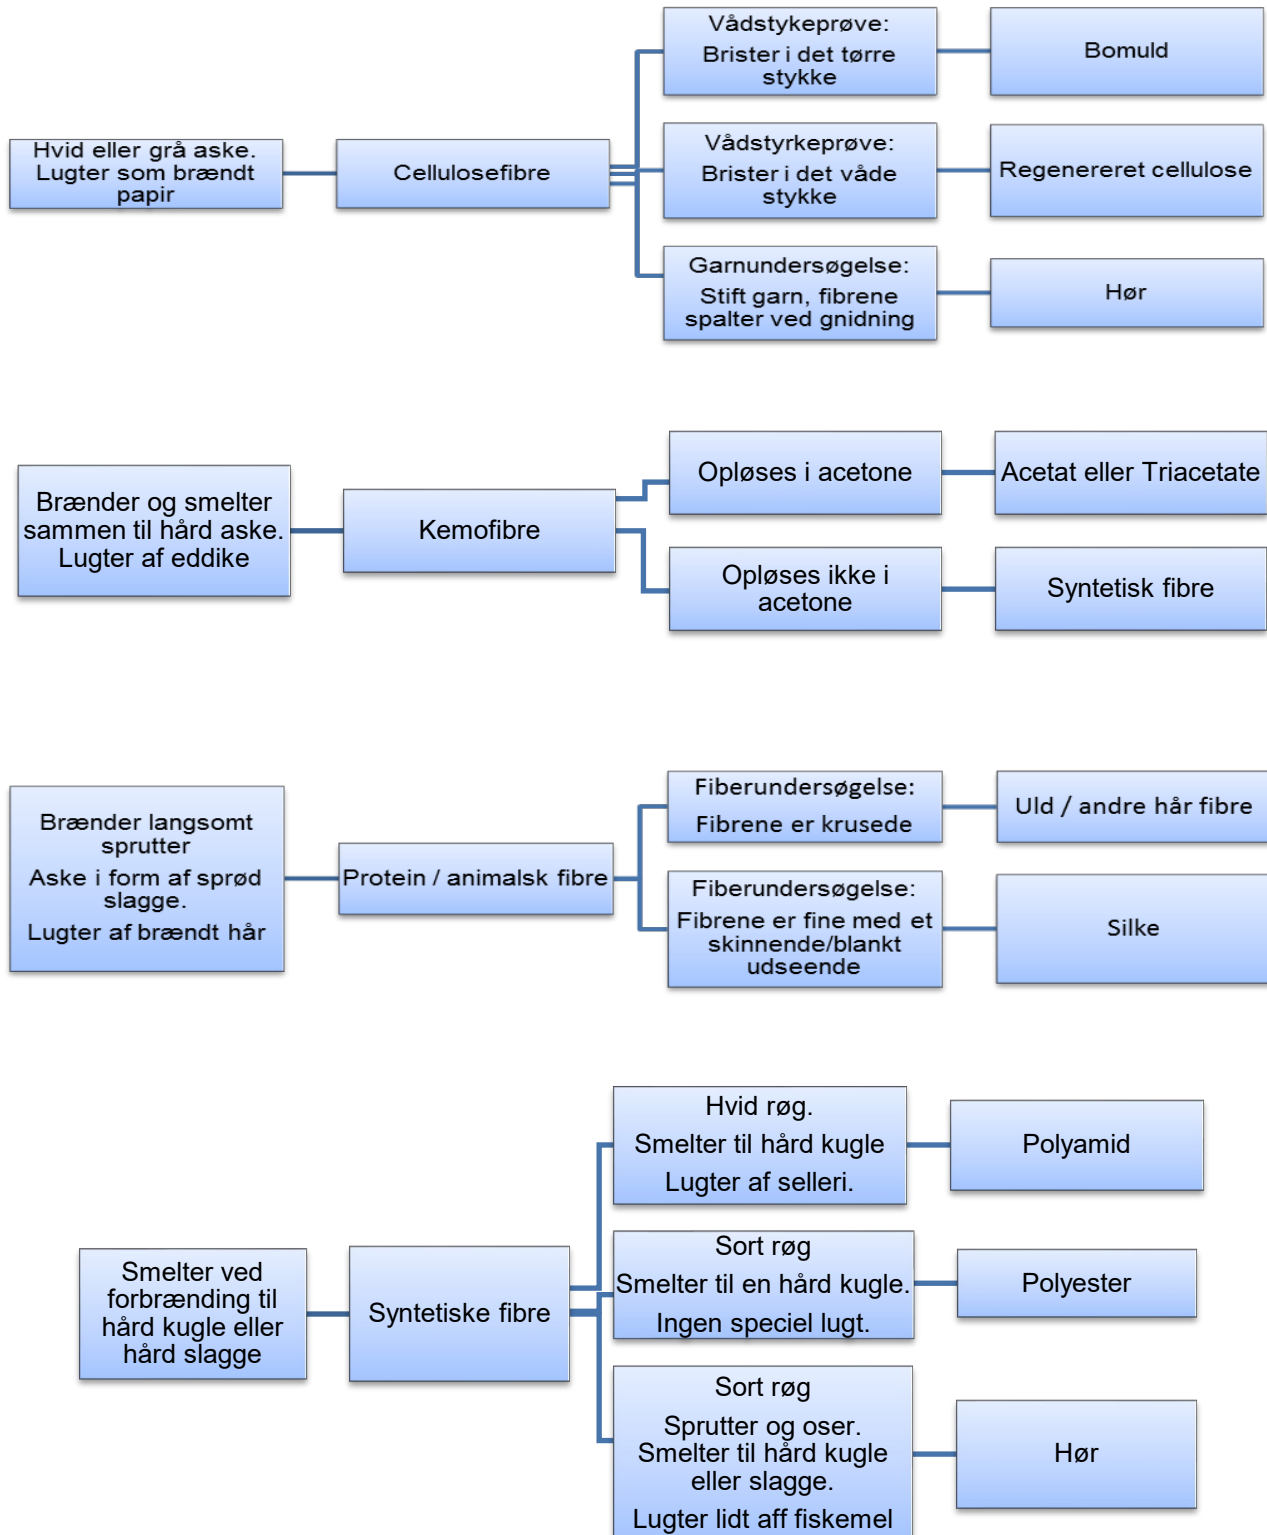 Hvid eller grå aske.
Lugter som brændt
papir
Cellulosefibre
Vådstykeprøve:
Brister i det tørre
stykke
Bomuld
Vådstyrkeprøve:
Brister i det våde
stykke
Regenereret cellulose
Garnundersøgelse:
Stift garn, fibrene
spalter ved gnidning
Hør
Brænder og smelter
sammen til hård aske.
Lugter af eddike
Kemofibre
Opløses i acetone
Acetat eller Triacetate
Opløses ikke i
acetone
Syntetisk fibre
Brænder langsomt
sprutter
Aske i form af sprød
slagge.
Lugter af brændt hår
Protein / animalsk fibre
Fiberundersøgelse:
Fibrene er krusede
Uld / andre hår fibre
Fiberundersøgelse:
Fibrene er fine med et
skinnende/blankt
udseende
Silke
Smelter ved
forbrænding til
hård kugle eller
hård slagge
Syntetiske fibre
Hvid røg.
Smelter til hård kugle
Lugter af selleri.
Polyamid
Sort røg
Smelter til en hård kugle.
Ingen speciel lugt.
Polyester
Sort røg
Sprutter og oser.
Smelter til hård kugle
eller slagge.
Lugter lidt aff fiskemel
Hør